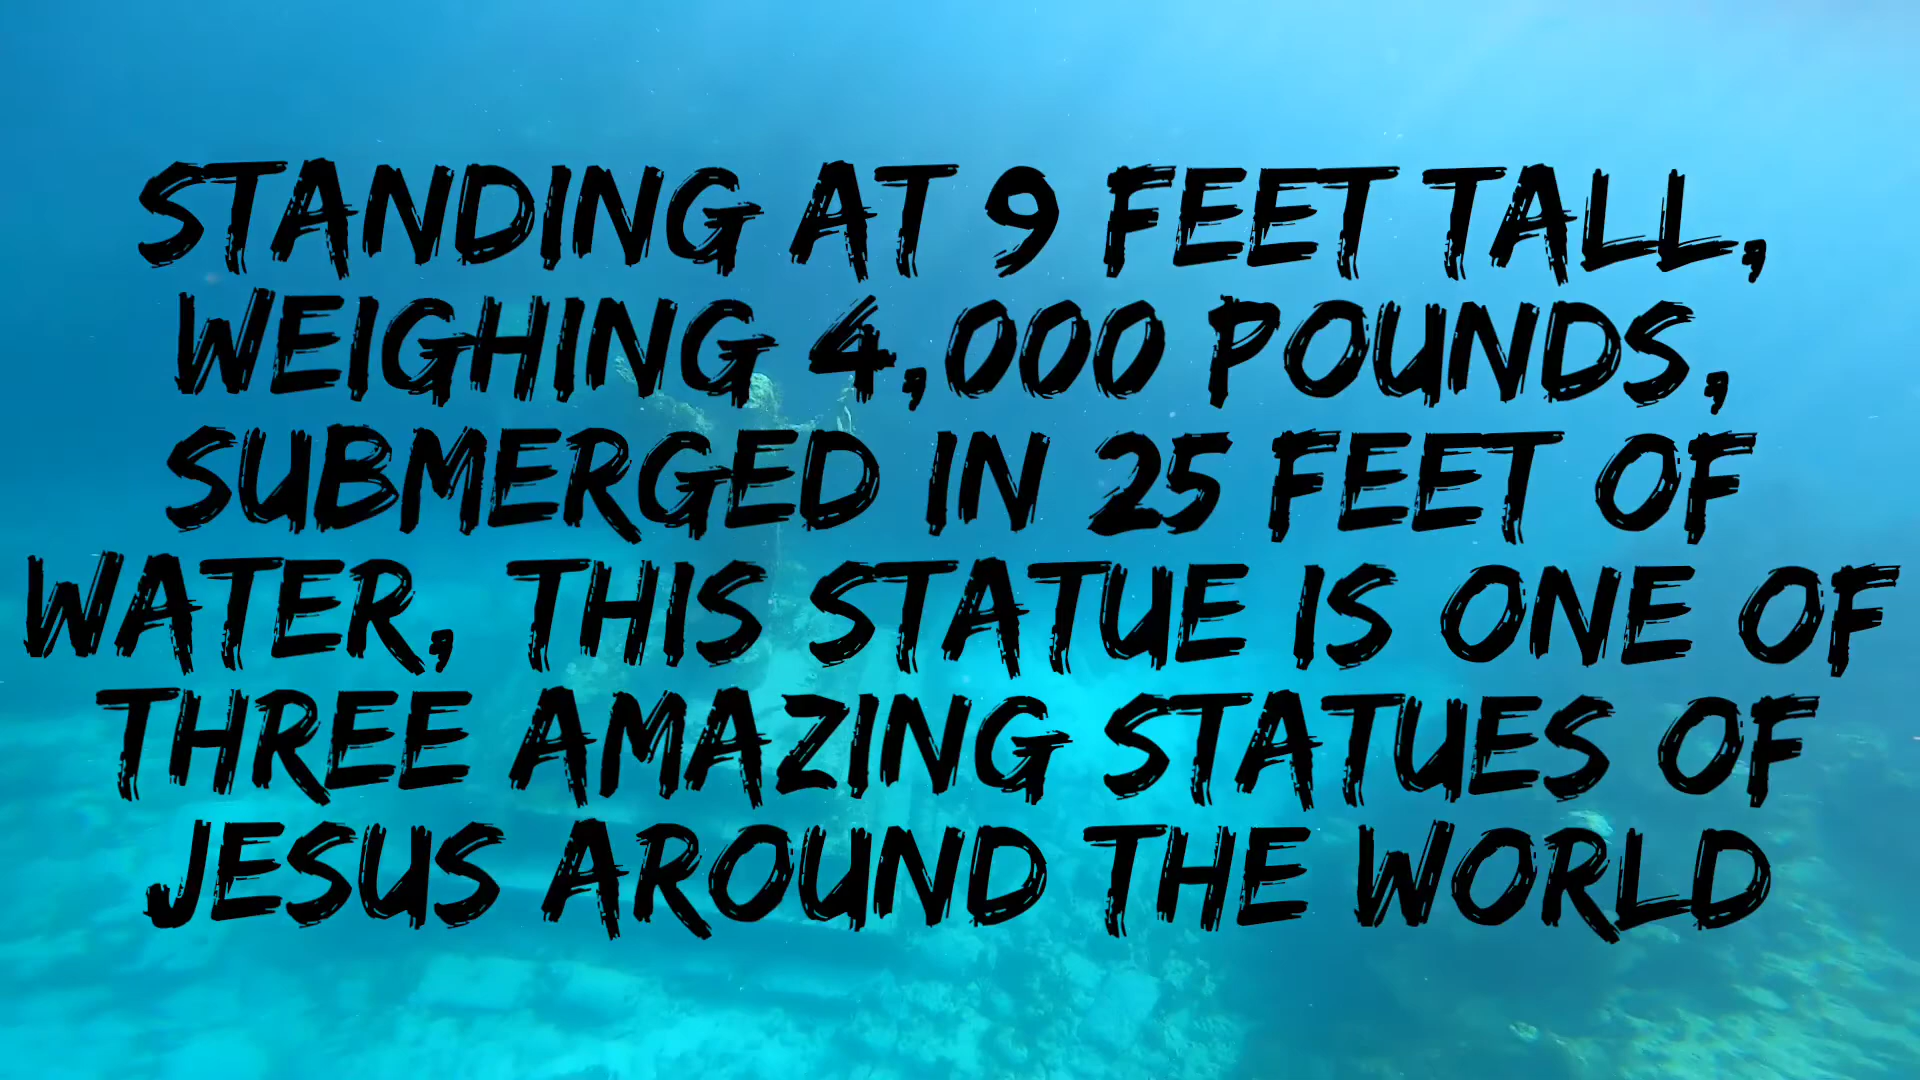 STANDING AT 9 FEET TALL,
WEIGHING 4,000 POUNDS,
SUBMERGED IN 25 FEET OF
WATER, THIS STATUE IS ONE OF
THREE AMAZING STATUES OF
JESUS AROUND THE WORLD